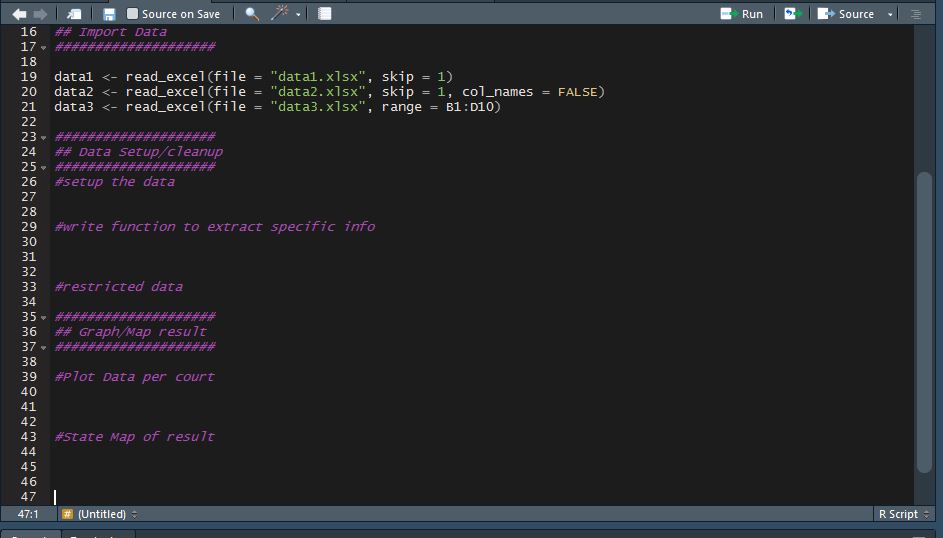 Source on Save Run Source
16 ## Import Data
17 ####################
18
19 data1 <- read_excel(file = "data1.xlsx", skip = 1)
20 data2 <- read_excel(file = "data2.xlsx", skip = 1, col_names = FALSE)
21 data3 <- read_excel(file = "data3.xlsx", range = B1:D10)
22
23 ####################
24 ## Data Setup/cleanup
25 ####################
26 #setup the data
27
28
29 #write function to extract specific info
30
31
32
33 #restricted data
34
35 ####################
36 ## Graph/Map result
37 ####################
38
39 #Plot Data per court
40
41
42
43 #State Map of result
44
45
46
47
47:1 # (Untitled) R Script